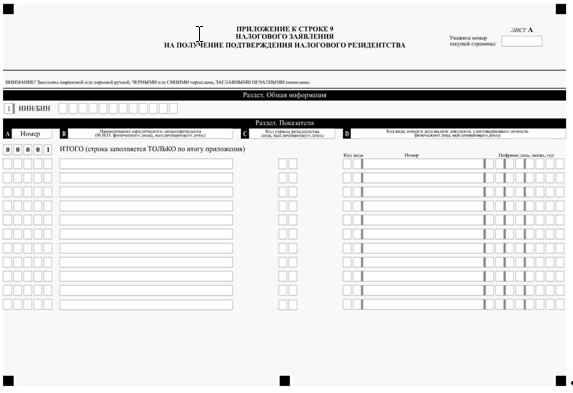 ПРИЛОЖЕНИЕ К СТРОКЕ 9
НАЛОГОВОГО ЗАЯВЛЕНИЯ
НА ПОЛУЧЕНИЕ ПОДТВЕРЖДЕНИЯ НАЛОГОВОГО РЕЗИДЕНТСТВА
ЛИСТ A
Укажите номер
текущей страницы:
ВНИМАНИЕ! Заполнять шариковой или перьевой ручкой, ЧЕРНЫМИ или СИНИМИ чернилами, ЗАГЛАВНЫМИ ПЕЧАТНЫМИ символами.
Раздел. Общая информация
1 ИИН/БИН
Раздел. Показатели
A Номер
B Наименование юридического лица-нерезидента
(Ф.И.О. физического лица), выплачивающего доход
C Код страны резидентства
лица, выплачивающего доход
D Код вида, номер и дата выдачи документа, удостоверяющего личность
физического лица, выплачивающего доход
0 0 0 0 1 ИТОГО (строка заполняется ТОЛЬКО по итогу приложения)
Код вида Номер Цифрами день, месяц, год